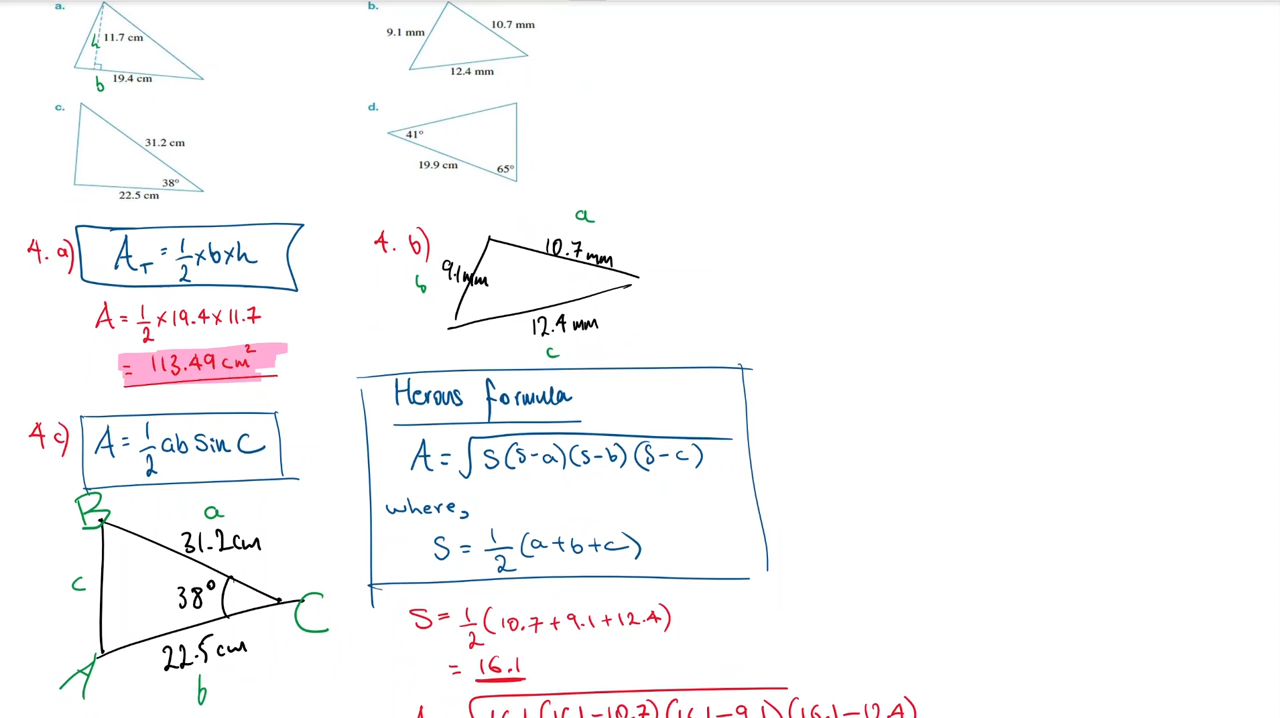 a.
h
11.7 cm
b
19.4 cm
b.
9.1 mm
10.7 mm
12.4 mm
c.
31.2 cm
38°
22.5 cm
d.
41°
19.9 cm
65°
4. a)
A_T = 1/2 × b × h
A = 1/2 × 19.4 × 11.7
= 113.49 cm²
4. b)
a
10.7 mm
9.1 mm
b
12.4 mm
c
Herous formula
A = √S(S-a)(S-b)(S-c)
where,
S = 1/2 (a+b+c)
S = 1/2 (10.7 + 9.1 + 12.4)
= 16.1
4 c)
A = 1/2 ab Sin C
B
a
31.2 cm
c
38°
C
22.5 cm
A
b